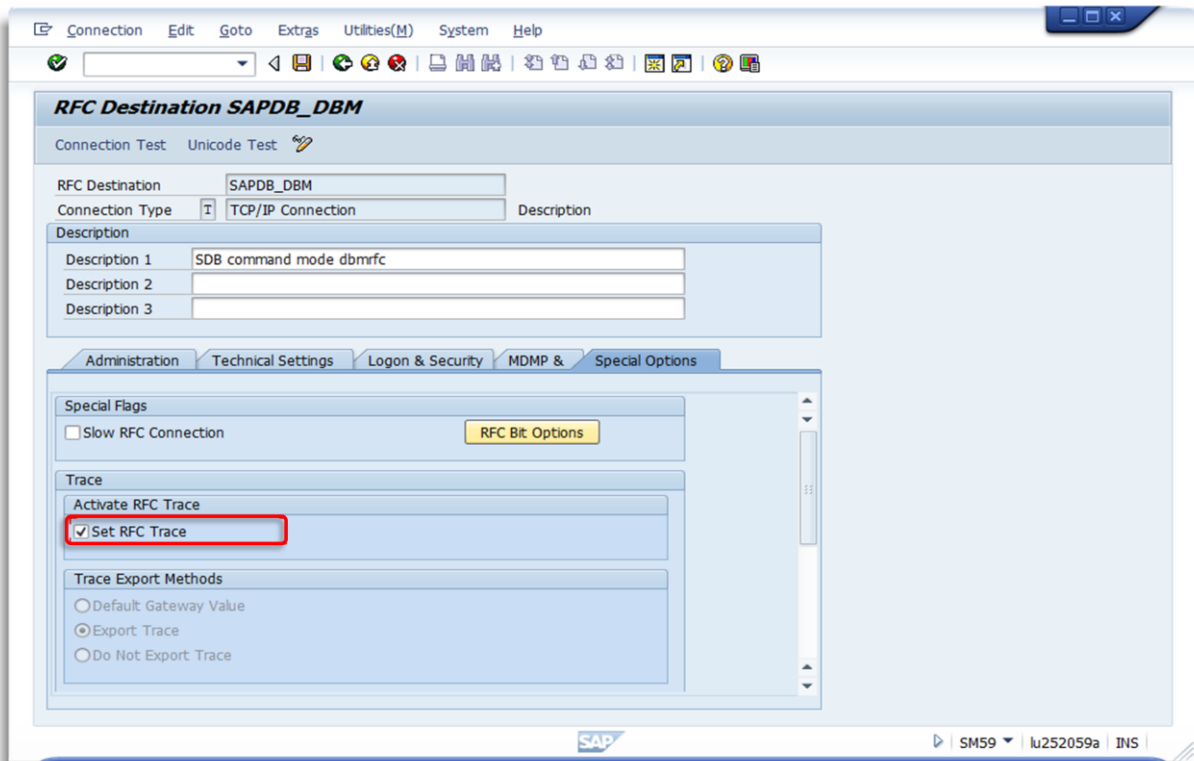 Connection Edit Goto Extras Utilities(M) System Help
RFC Destination SAPDB_DBM
Connection Test Unicode Test
RFC Destination SAPDB_DBM
Connection Type T TCP/IP Connection Description
Description
Description 1 SDB command mode dbmrfc
Description 2
Description 3
Administration Technical Settings Logon & Security MDMP & Special Options
Special Flags
Slow RFC Connection RFC Bit Options
Trace
Activate RFC Trace
Set RFC Trace
Trace Export Methods
Default Gateway Value
Export Trace
Do Not Export Trace
SAP SM59 lu252059a INS